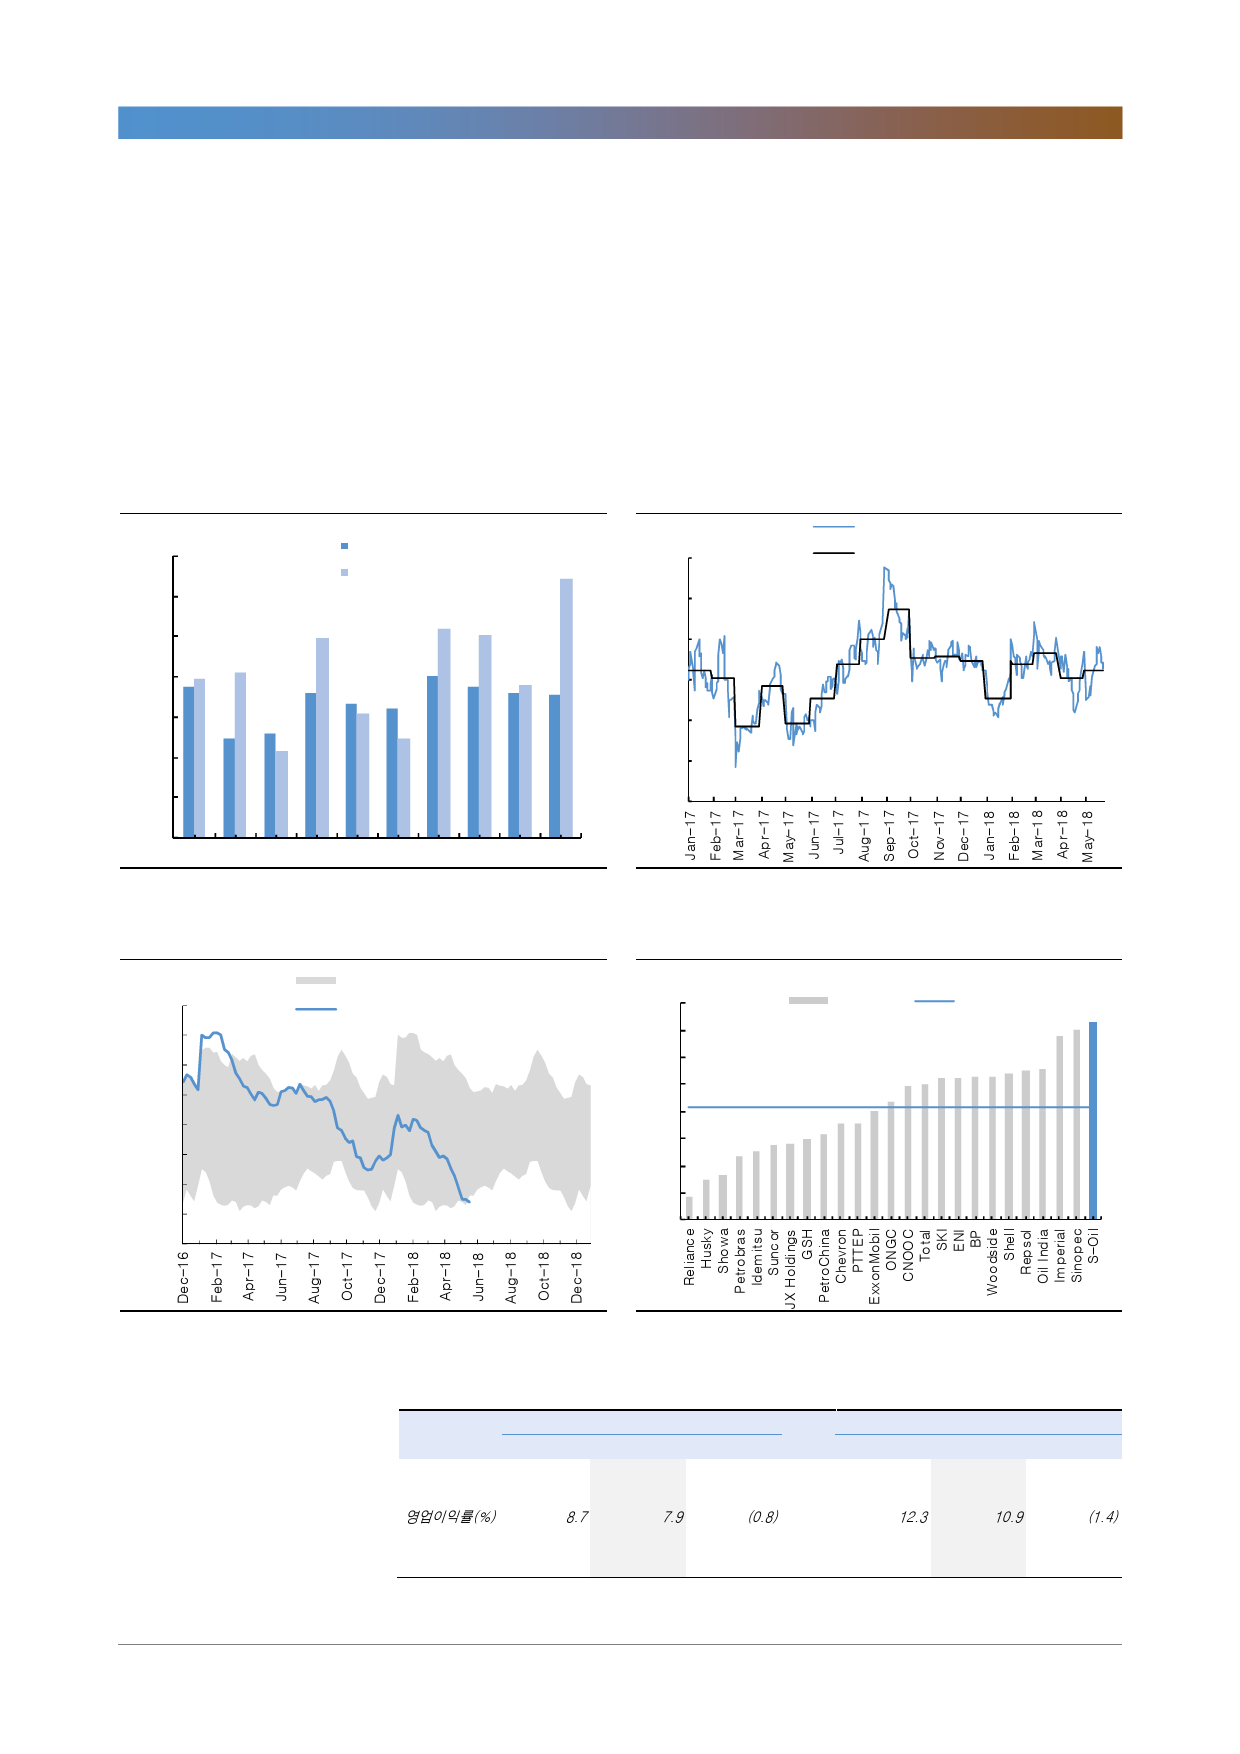 Jan-17
Feb-17
Mar-17
Apr-17
May-17
Jun-17
Jul-17
Aug-17
Sep-17
Oct-17
Nov-17
Dec-17
Jan-18
Feb-18
Mar-18
Apr-18
May-18
Dec-16
Feb-17
Apr-17
Jun-17
Aug-17
Oct-17
Dec-17
Feb-18
Apr-18
Jun-18
Aug-18
Oct-18
Dec-18
Reliance
Husky
Showa
Petrobras
Idemitsu
Suncor
JX Holdings
GSH
PetroChina
Chevron
PTTEP
ExxonMobil
ONGC
CNOOC
Total
SKI
ENI
BP
Woodside
Shell
Repsol
Oil India
Imperial
Sinopec
S-Oil
영업이익률(%) 8.7 7.9 (0.8) 12.3 10.9 (1.4)